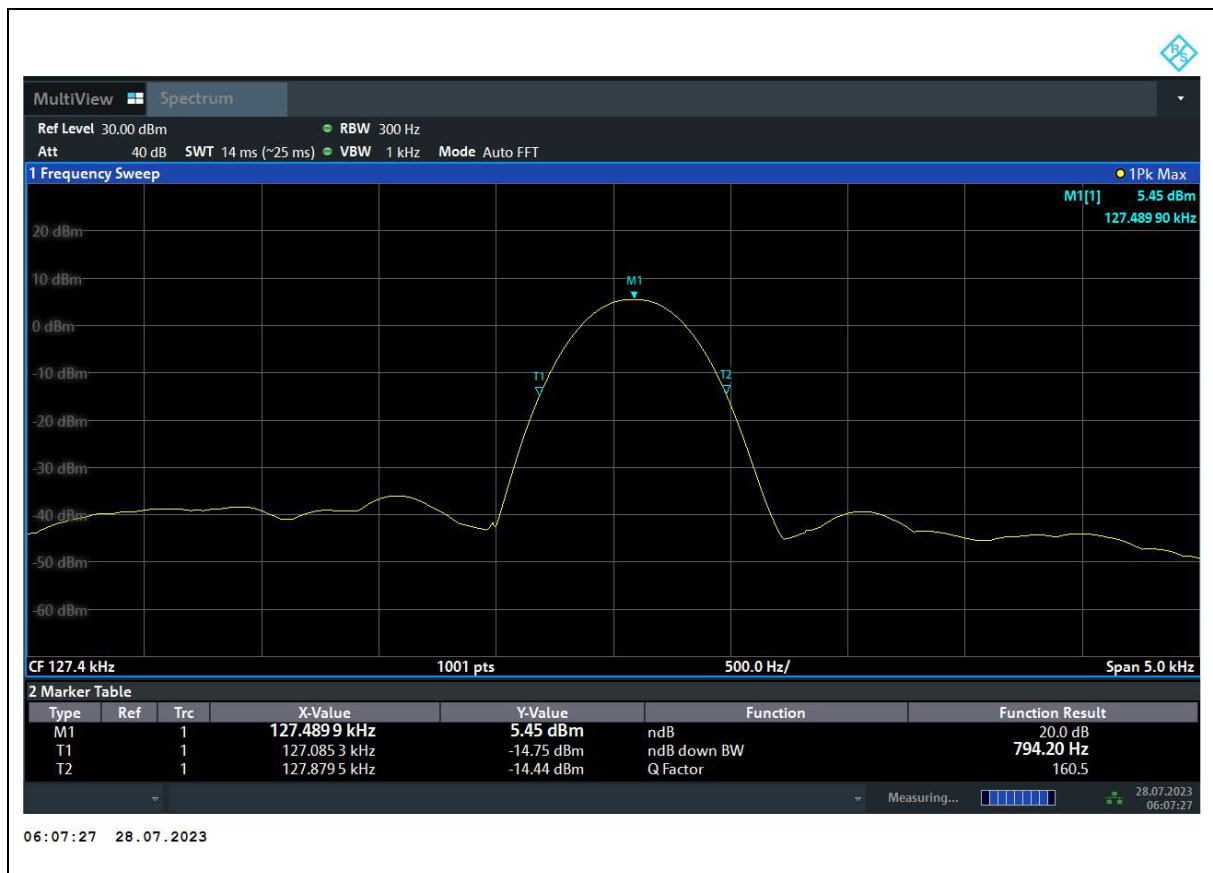 R&S
MultiView Spectrum
Ref Level 30.00 dBm RBW 300 Hz
Att 40 dB SWT 14 ms (~25 ms) VBW 1 kHz Mode Auto FFT
1 Frequency Sweep 1Pk Max
M1[1] 5.45 dBm
127.489 90 kHz
20 dBm
10 dBm
M1
0 dBm
-10 dBm
T1 T2
-20 dBm
-30 dBm
-40 dBm
-50 dBm
-60 dBm
CF 127.4 kHz 1001 pts 500.0 Hz/ Span 5.0 kHz
2 Marker Table
Type Ref Trc X-Value Y-Value Function Function Result
M1 1 127.489 9 kHz 5.45 dBm ndB 20.0 dB
T1 1 127.085 3 kHz -14.75 dBm ndB down BW 794.20 Hz
T2 1 127.879 5 kHz -14.44 dBm Q Factor 160.5
Measuring... 28.07.2023
06:07:27
06:07:27 28.07.2023